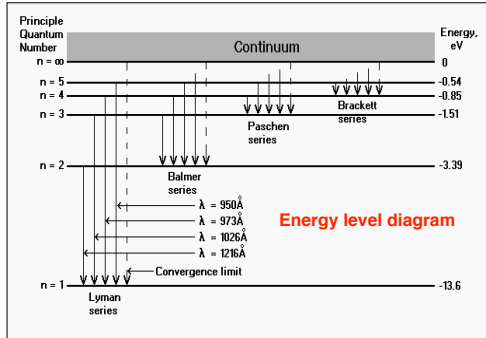 Principle
Quantum
Number
Energy,
eV
Continuum
n = ∞
0
n = 5
-0.54
n = 4
-0.85
n = 3
-1.51
Brackett
series
Paschen
series
n = 2
-3.39
Balmer
series
λ = 950Å
λ = 973Å
λ = 1026Å
λ = 1216Å
Energy level diagram
Convergence limit
n = 1
-13.6
Lyman
series